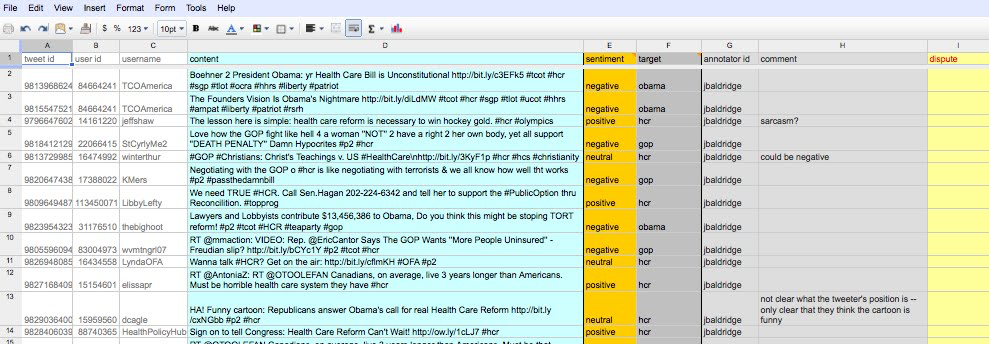 File Edit View Insert Format Form Tools Help
$ % 123 10pt B Abc A Σ
A B C D E F G H I
1 tweet id user id username content sentiment target annotator id comment dispute
Boehner 2 President Obama: yr Health Care Bill is Unconstitutional http://bit.ly/c3EFk5 #tcot #hcr
2 9813968624 84664241 TCOAmerica #sgp #tlot #ocra #hhrs #liberty #patriot negative obama jbaldridge
The Founders Vision Is Obama's Nightmare http://bit.ly/diLdMW #tcot #hcr #sgp #tlot #ucot #hhrs
3 9815547521 84664241 TCOAmerica #ampat #liberty #patriot #rsrh negative obama jbaldridge
4 9796647602 14161220 jeffshaw The lesson here is simple: health care reform is necessary to win hockey gold. #hcr #olympics positive hcr jbaldridge sarcasm?
Love how the GOP fight like hell 4 a woman "NOT" 2 have a right 2 her own body, yet all support
5 9818412129 22066415 StCyrlyMe2 "DEATH PENALTY" Damn Hypocrites #p2 #hcr negative gop jbaldridge
6 9813729985 16474992 winterthur #GOP #Christians: Christ's Teachings v. US #HealthCare\nhttp://bit.ly/3KyF1p #hcr #hcs #christianity neutral hcr jbaldridge could be negative
Negotiating with the GOP o #hcr is like negotiating with terrorists & we all know how well tht works
7 9820647438 17388022 KMers #p2 #passthedamnbill negative gop jbaldridge
We need TRUE #HCR. Call Sen.Hagan 202-224-6342 and tell her to support the #PublicOption thru
8 9809649487 113450071 LibbyLefty Reconcilition. #topprog positive hcr jbaldridge
Lawyers and Lobbyists contribute $13,456,386 to Obama, Do you think this might be stoping TORT
9 9823954323 31176510 thebighoot reform! #p2 #tcot #HCR #teaparty #gop negative obama jbaldridge
RT @mmaction: VIDEO: Rep. @EricCantor Says The GOP Wants "More People Uninsured" -
10 9805596094 83004973 wvmtngrl07 Freudian slip? http://bit.ly/bCYc1Y #p2 #tcot #hcr negative gop jbaldridge
11 9826948085 16434558 LyndaOFA Wanna talk #HCR? Get on the air: http://bit.ly/cflmKH #OFA #p2 neutral hcr jbaldridge
RT @AntoniaZ: RT @OTOOLEFAN Canadians, on average, live 3 years longer than Americans.
12 9827168409 15154601 elissapr Must be horrible health care system they have #hcr positive hcr jbaldridge
not clear what the tweeter's position is --
HA! Funny cartoon: Republicans answer Obama's call for real Health Care Reform http://bit.ly only clear that they think the cartoon is
13 9829036400 15959560 dcagle /cxNGbb #p2 #hcr neutral hcr jbaldridge funny
14 9828406039 88740365 HealthPolicyHub Sign on to tell Congress: Health Care Reform Can't Wait! http://ow.ly/1cLJ7 #hcr positive hcr jbaldridge
RT @OTOOLEFAN Canadians, on average, live 3 years longer than Americans. Must be that